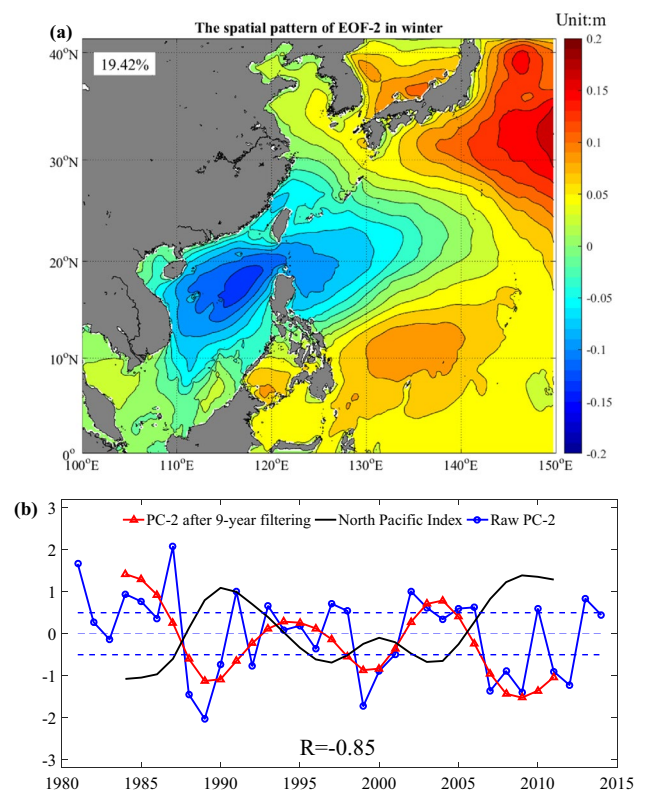 Unit:m
(a) The spatial pattern of EOF-2 in winter
19.42%
40°N
30°N
20°N
10°N
0°
100°E 110°E 120°E 130°E 140°E 150°E
0.2
0.15
0.1
0.05
0
-0.05
-0.1
-0.15
-0.2
(b)
PC-2 after 9-year filtering North Pacific Index Raw PC-2
3
2
1
0
-1
-2
-3
R=-0.85
1980 1985 1990 1995 2000 2005 2010 2015